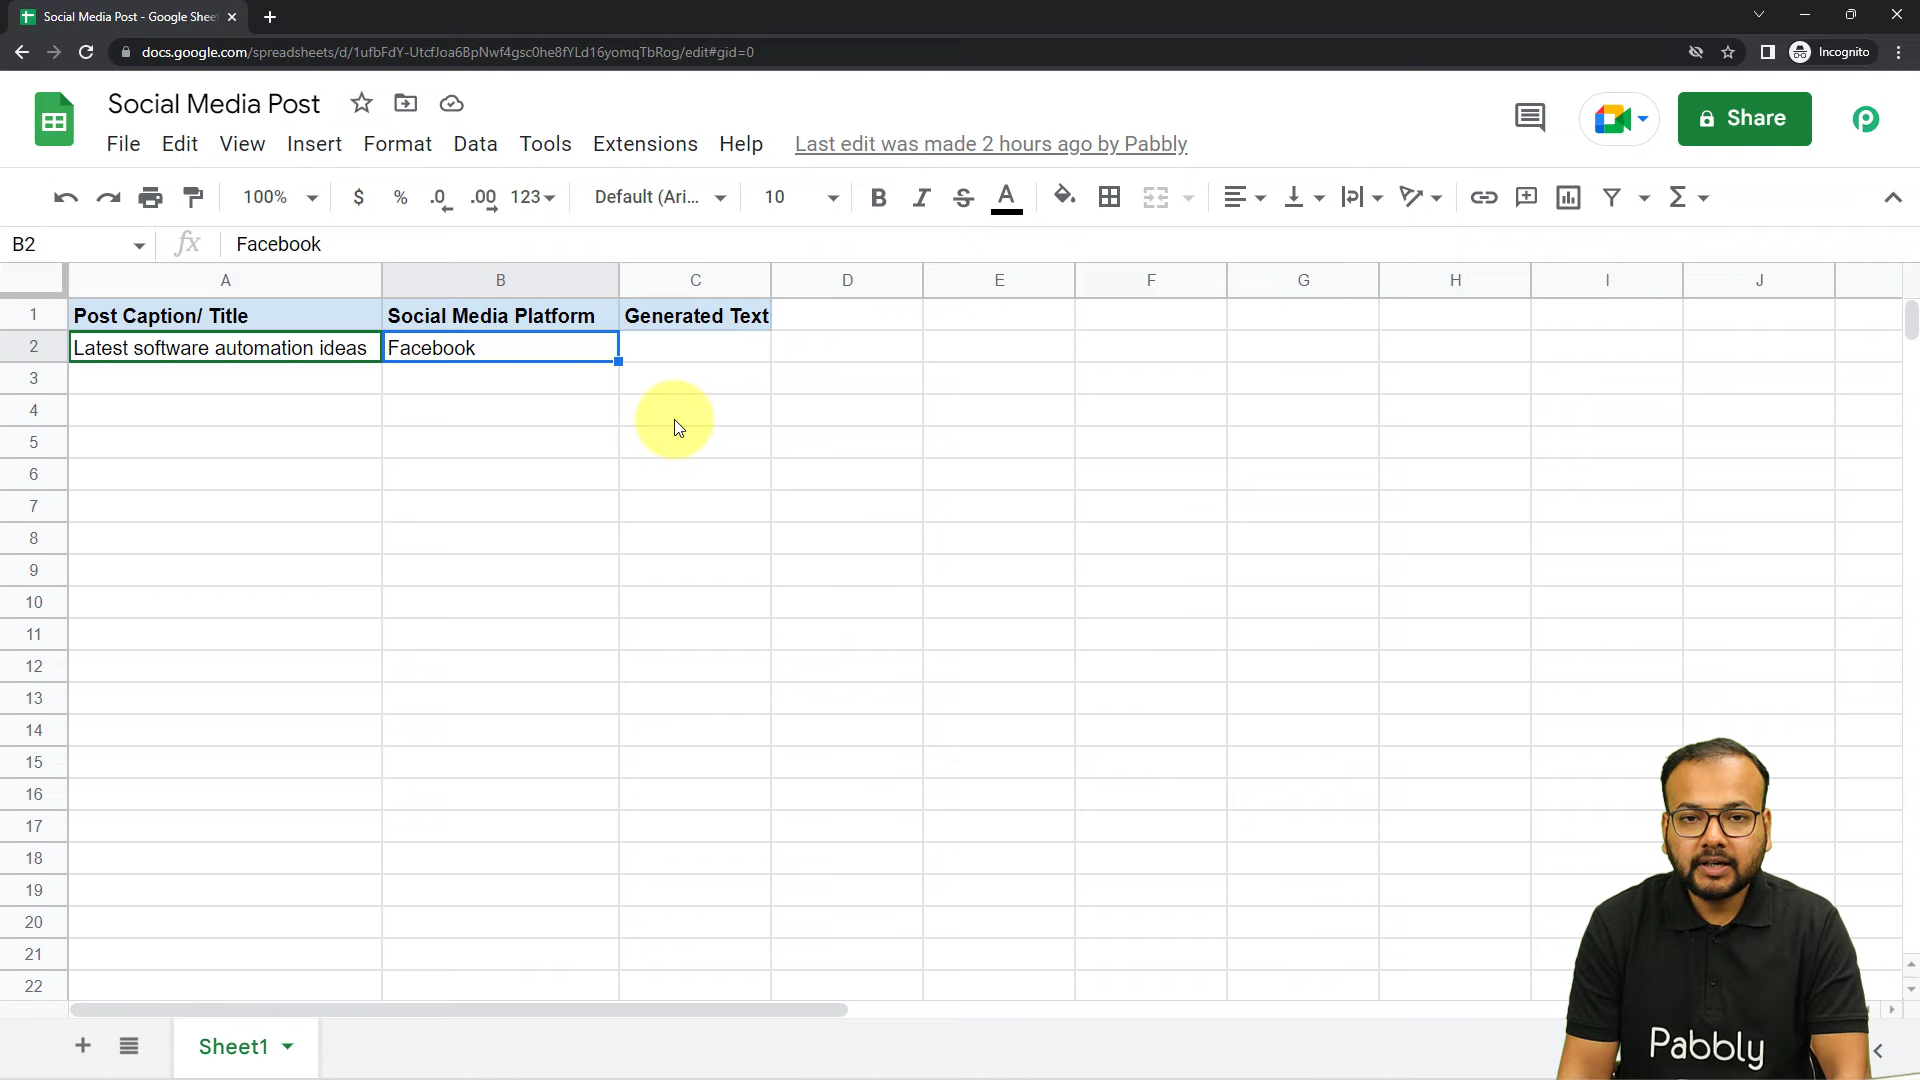 Social Media Post - Google Shee
docs.google.com/spreadsheets/d/1ufbFdY-UtcfJoa6BpNwf4gsc0he8fYLd16yomqTbRog/edit#gid=0
Incognito
Social Media Post
Share
File Edit View Insert Format Data Tools Extensions Help Last edit was made 2 hours ago by Pabbly
100% $ % .0 .00 123 Default (Ari... 10 B I S A Σ
B2 fx Facebook
A B C D E F G H I J
1 Post Caption/ Title Social Media Platform Generated Text
2 Latest software automation ideas Facebook
3
4
5
6
7
8
9
10
11
12
13
14
15
16
17
18
19
20
21
22
Sheet1
Pabbly